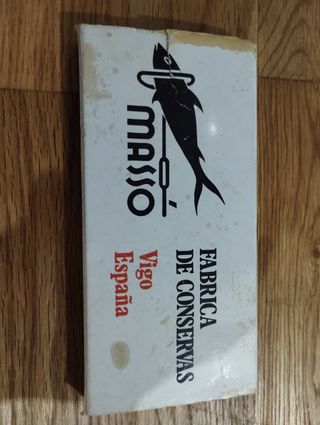 MASSÓ
FABRICA
DE CONSERVAS
Vigo
España